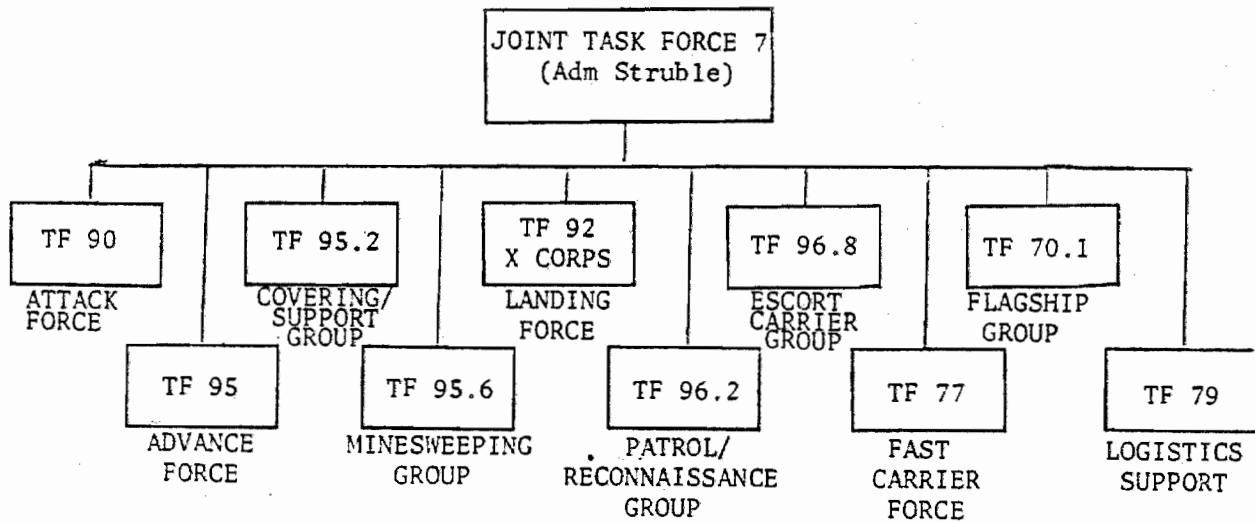 JOINT TASK FORCE 7
(Adm Struble)
TF 90
ATTACK
FORCE
TF 95.2
COVERING/
SUPPORT
GROUP
TF 92
X CORPS
LANDING
FORCE
TF 96.8
ESCORT
CARRIER
GROUP
TF 70.1
FLAGSHIP
GROUP
TF 95
ADVANCE
FORCE
TF 95.6
MINESWEEPING
GROUP
TF 96.2
PATROL/
RECONNAISSANCE
GROUP
TF 77
FAST
CARRIER
FORCE
TF 79
LOGISTICS
SUPPORT